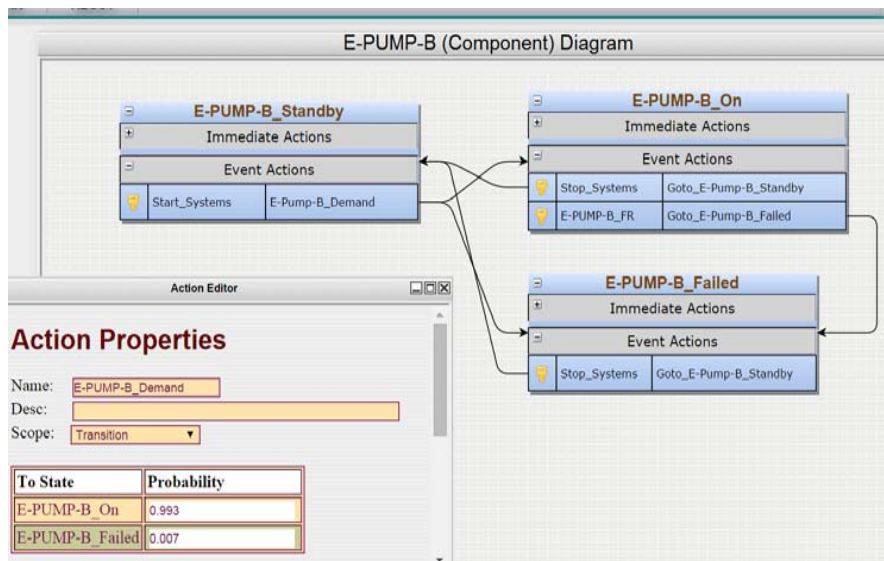 E-PUMP-B (Component) Diagram
E-PUMP-B_Standby
Immediate Actions
Event Actions
Start_Systems E-Pump-B_Demand
E-PUMP-B_On
Immediate Actions
Event Actions
Stop_Systems Goto_E-Pump-B_Standby
E-PUMP-B_FR Goto_E-Pump-B_Failed
E-PUMP-B_Failed
Immediate Actions
Event Actions
Stop_Systems Goto_E-Pump-B_Standby
Action Editor
Action Properties
Name: E-PUMP-B_Demand
Desc:
Scope: Transition
To State Probability
E-PUMP-B_On 0.993
E-PUMP-B_Failed 0.007